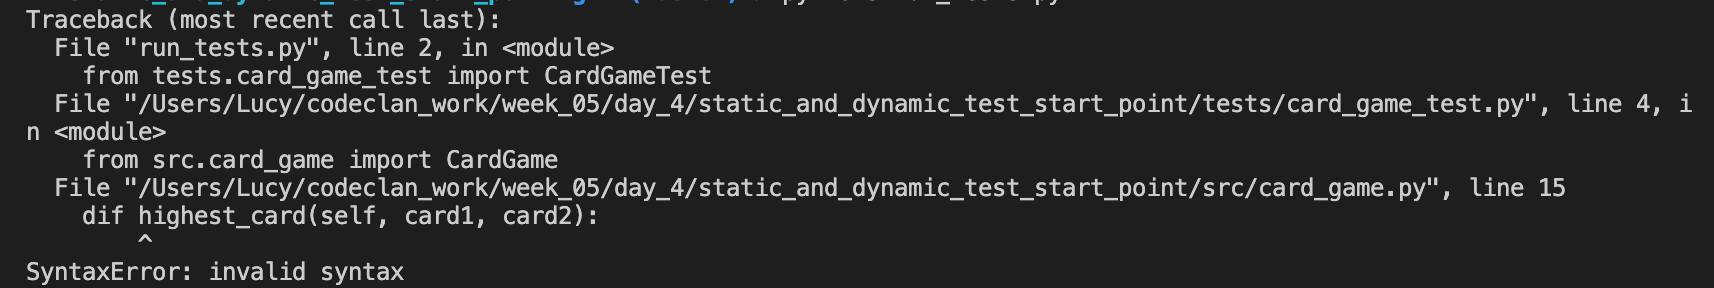 Traceback (most recent call last):
  File "run_tests.py", line 2, in <module>
    from tests.card_game_test import CardGameTest
  File "/Users/Lucy/codeclan_work/week_05/day_4/static_and_dynamic_test_start_point/tests/card_game_test.py", line 4, i
n <module>
    from src.card_game import CardGame
  File "/Users/Lucy/codeclan_work/week_05/day_4/static_and_dynamic_test_start_point/src/card_game.py", line 15
    dif highest_card(self, card1, card2):
        ^
SyntaxError: invalid syntax